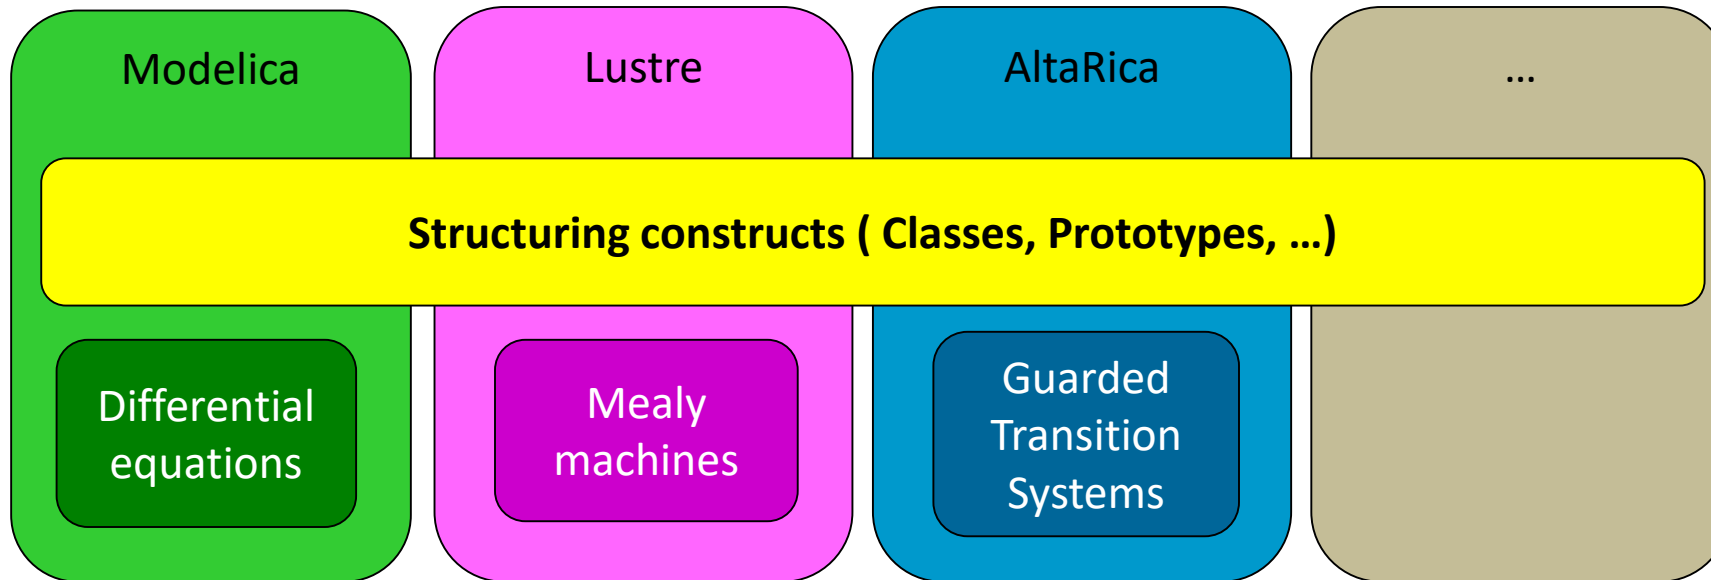 Modelica
Lustre
AltaRica
...
Structuring constructs ( Classes, Prototypes, ...)
Differential
equations
Mealy
machines
Guarded
Transition
Systems